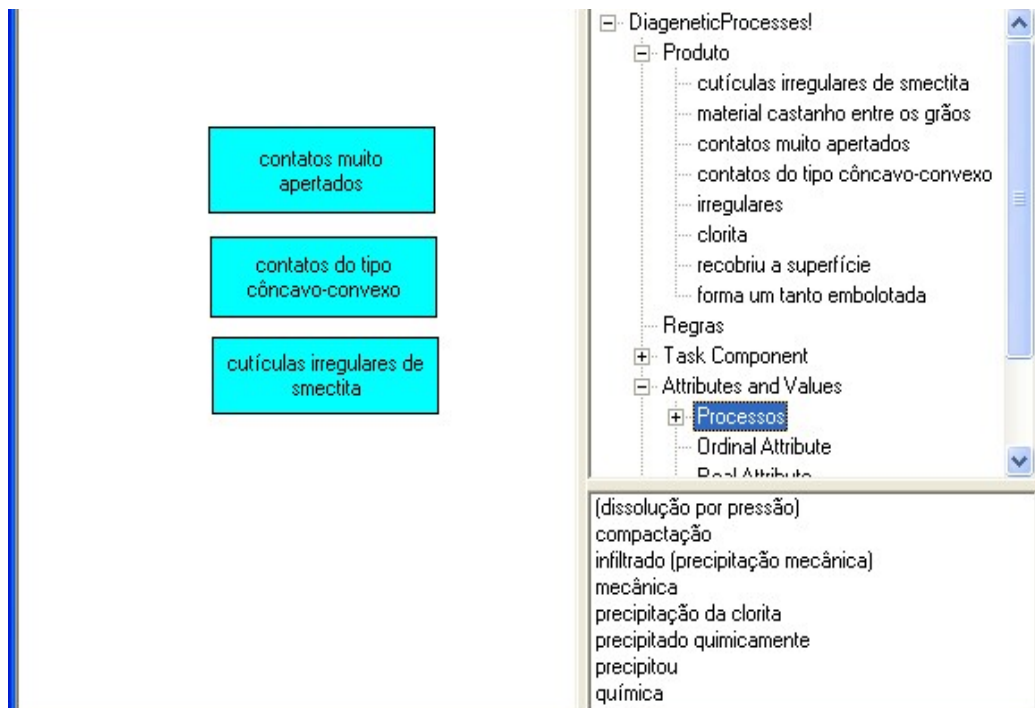 contatos muito
apertados
contatos do tipo
côncavo-convexo
cutículas irregulares de
smectita
DiageneticProcesses!
Produto
cutículas irregulares de smectita
material castanho entre os grãos
contatos muito apertados
contatos do tipo côncavo-convexo
irregulares
clorita
recobriu a superfície
forma um tanto embolotada
Regras
Task Component
Attributes and Values
Processos
Ordinal Attribute
Real Attribute
(dissolução por pressão)
compactação
infiltrado (precipitação mecânica)
mecânica
precipitação da clorita
precipitado quimicamente
precipitou
química